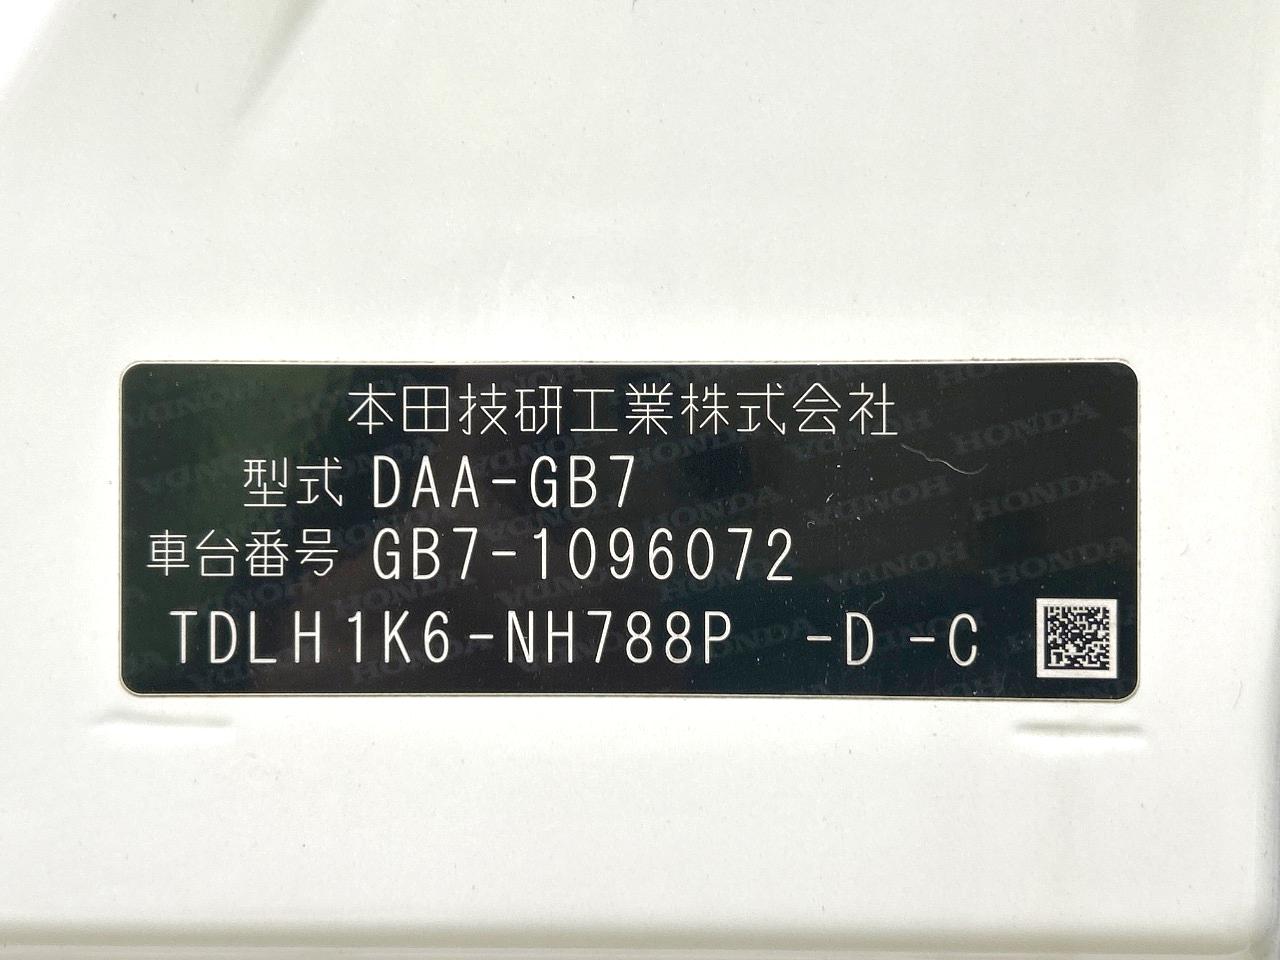 本田技研工業株式会社
型式 DAA-GB7
車台番号 GB7-1096072
TDLH1K6-NH788P -D -C